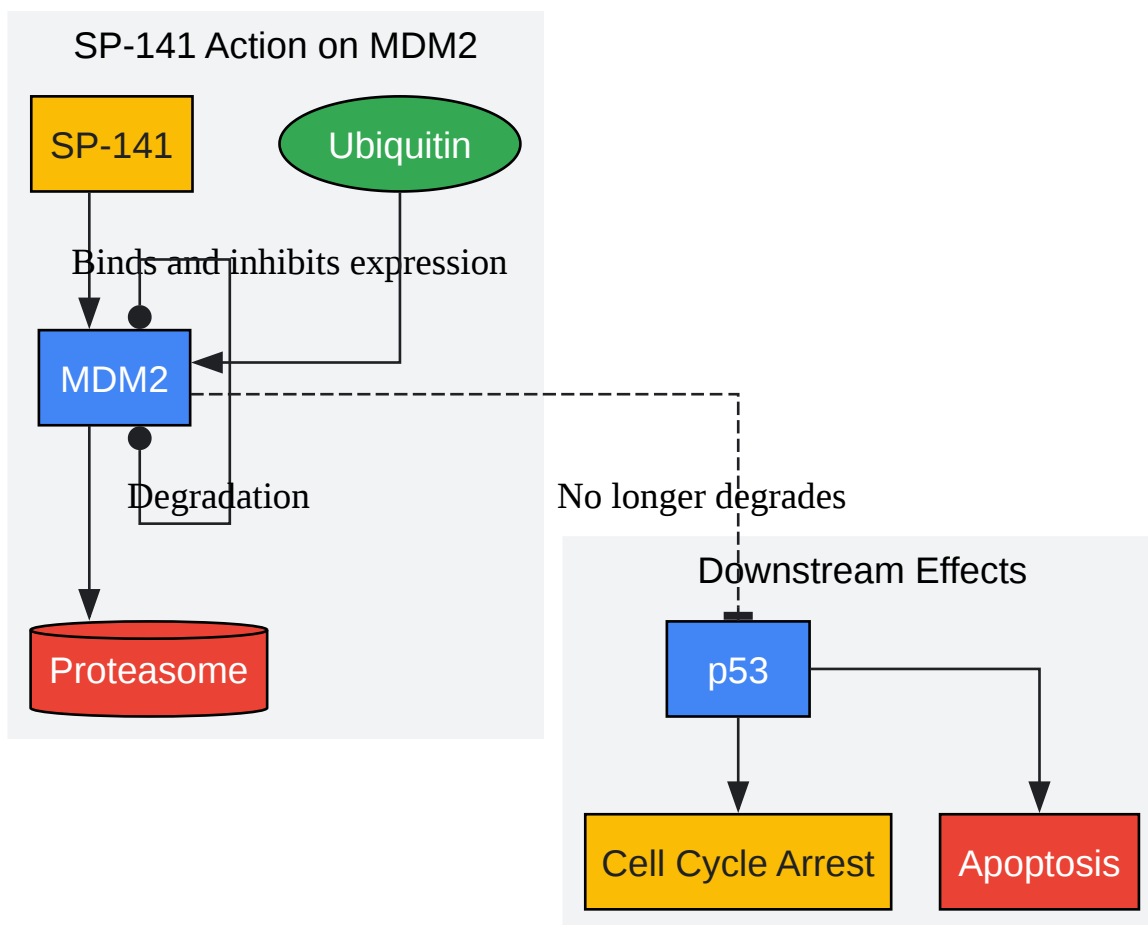 SP-141 Action on MDM2
SP-141
Ubiquitin
Binds and inhibits expression
MDM2
Degradation
No longer degrades
Proteasome
Downstream Effects
p53
Cell Cycle Arrest
Apoptosis